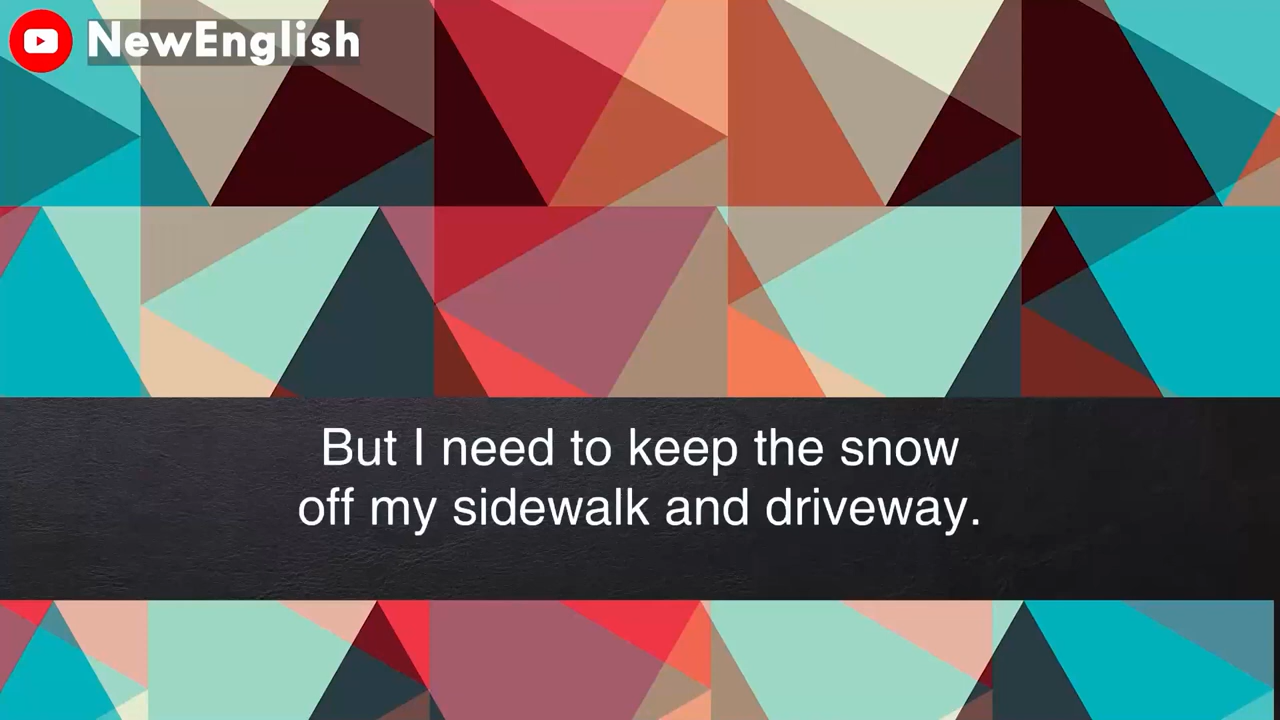 NewEnglish
But I need to keep the snow
off my sidewalk and driveway.